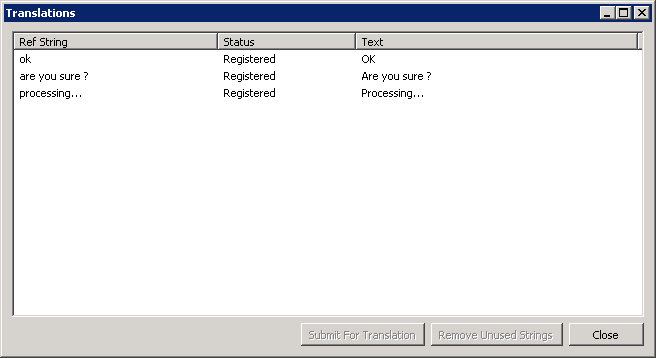 Translations
Ref String Status Text
ok Registered OK
are you sure ? Registered Are you sure ?
processing... Registered Processing...
Submit For Translation Remove Unused Strings Close